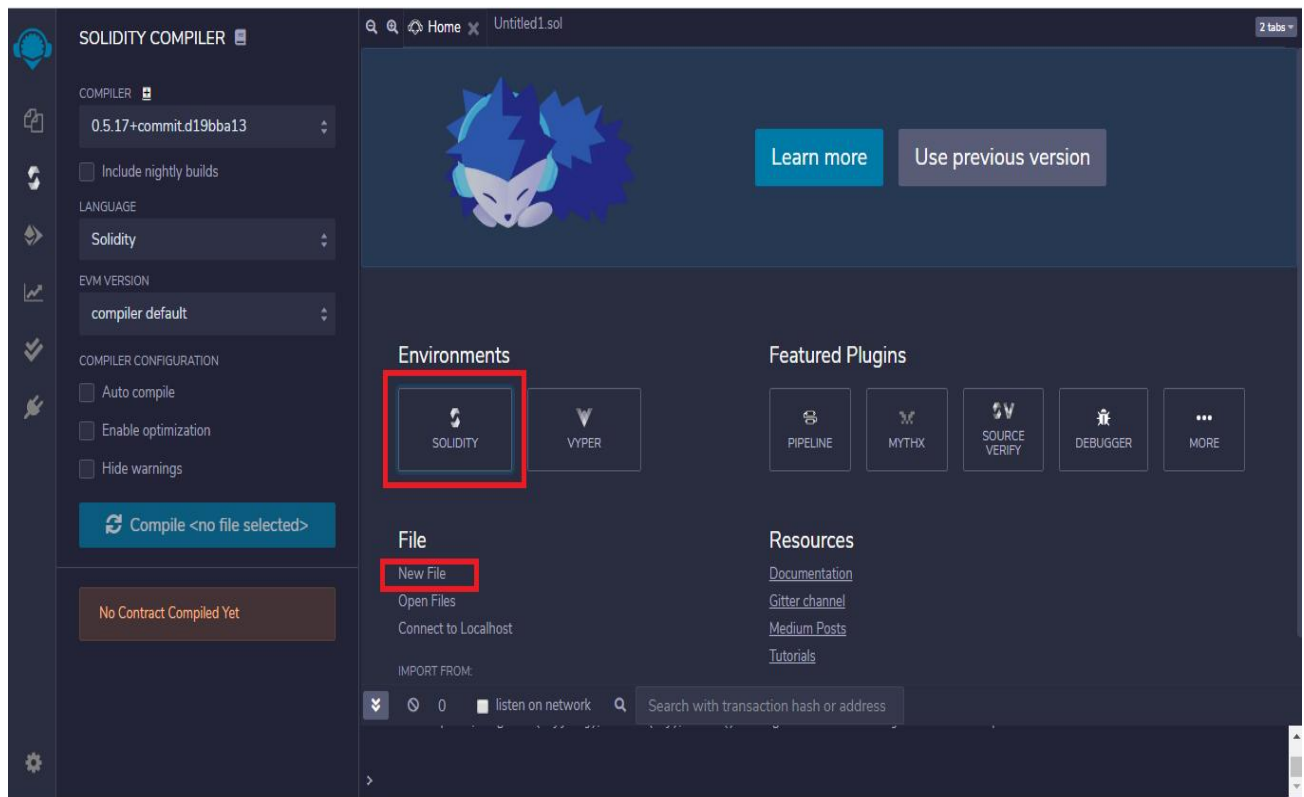 SOLIDITY COMPILER
COMPILER
0.5.17+commit.d19bba13
Include nightly builds
LANGUAGE
Solidity
EVM VERSION
compiler default
COMPILER CONFIGURATION
Auto compile
Enable optimization
Hide warnings
Compile <no file selected>
No Contract Compiled Yet
Home Untitled1.sol
2 tabs
Learn more Use previous version
Environments
SOLIDITY VYPER
Featured Plugins
PIPELINE MYTHX SOURCE VERIFY DEBUGGER MORE
File
New File
Open Files
Connect to Localhost
IMPORT FROM:
Resources
Documentation
Gitter channel
Medium Posts
Tutorials
0 listen on network Search with transaction hash or address
>